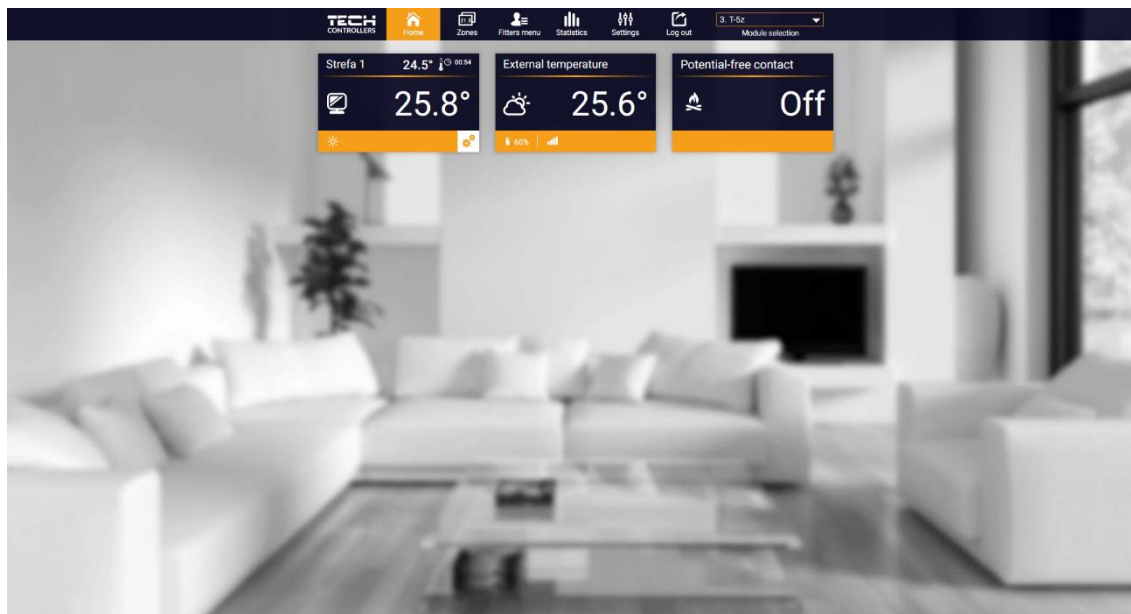 TECH
CONTROLLERS
Home
Zones
Fitters menu
Statistics
Settings
Log out
3. T-5z
Module selection
Strefa 1 24.5° 00:54
25.8°
External temperature
25.6°
60%
Potential-free contact
Off